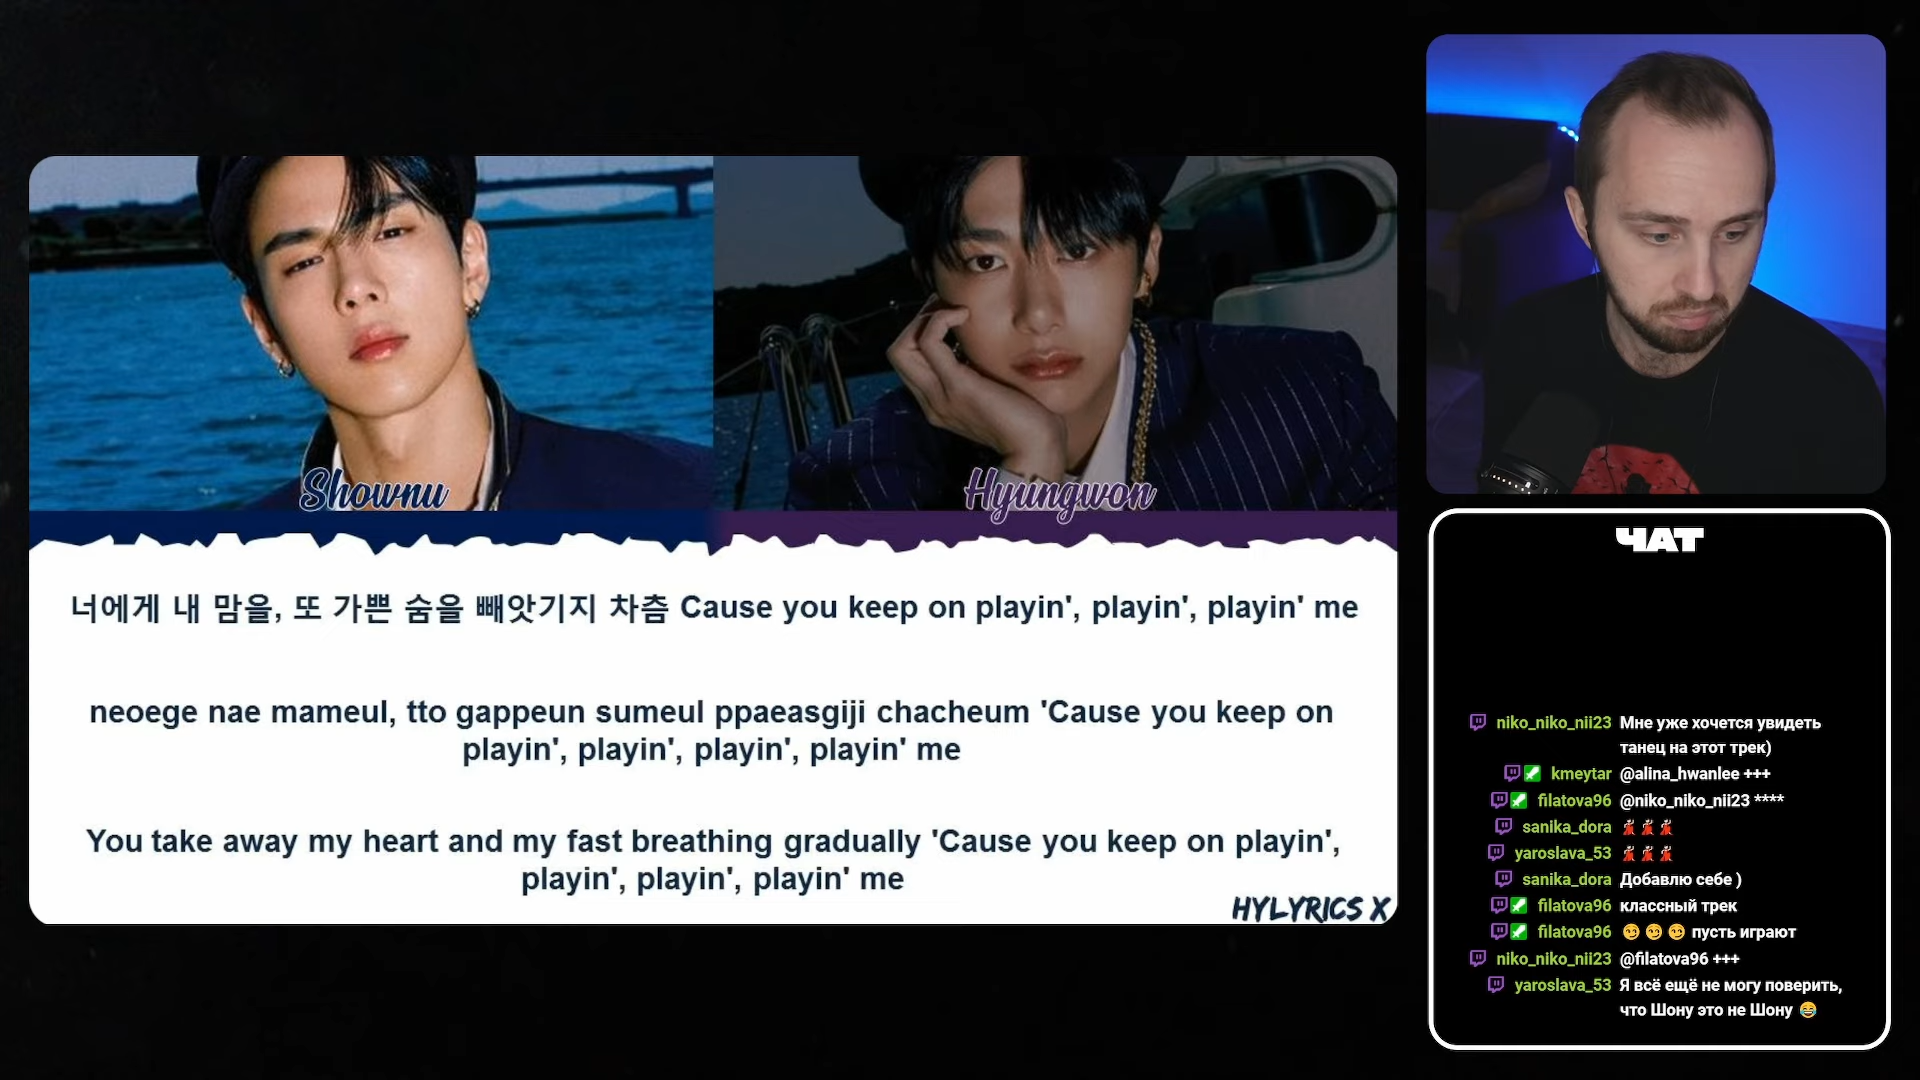 Shownu
Hyungwon
너에게 내 맘을, 또 가쁜 숨을 빼앗기지 차츰 Cause you keep on playin', playin', playin' me
neoege nae mameul, tto gappeun sumeul ppaeasgiji chacheum 'Cause you keep on
playin', playin', playin', playin' me
You take away my heart and my fast breathing gradually 'Cause you keep on playin',
playin', playin', playin' me
HYLYRICS X
ЧАТ
niko_niko_nii23 Мне уже хочется увидеть
танец на этот трек)
kmeytar @alina_hwanlee +++
filatova96 @niko_niko_nii23 ****
sanika_dora 💃💃💃
yaroslava_53 💃💃💃
sanika_dora Добавлю себе )
filatova96 классный трек
filatova96 😏😏😏 пусть играют
niko_niko_nii23 @filatova96 +++
yaroslava_53 Я всё ещё не могу поверить,
что Шону это не Шону 😂